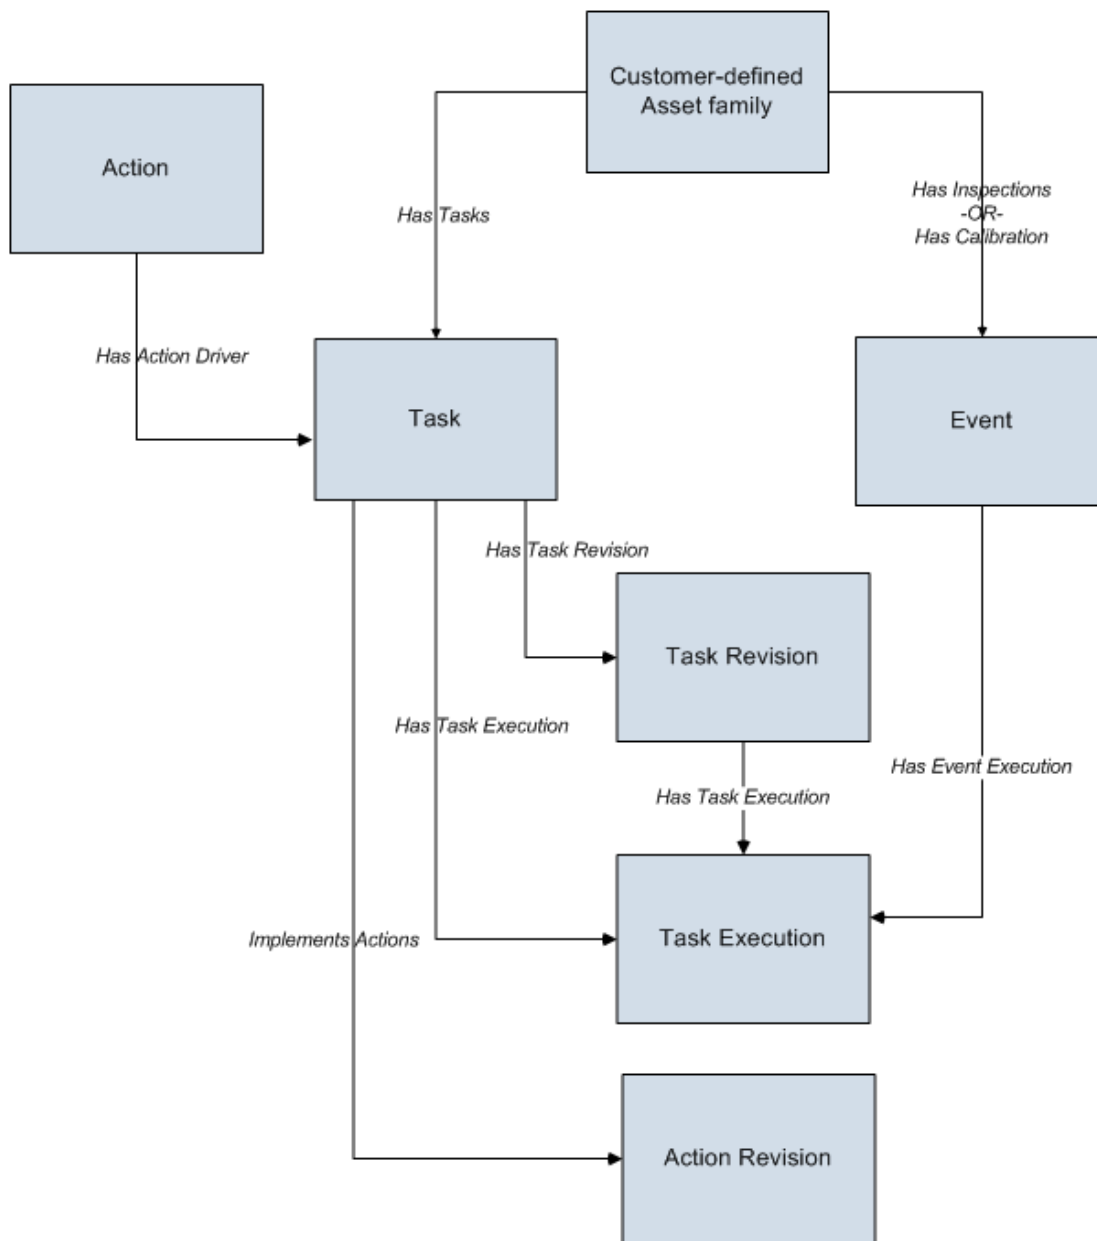 Customer-defined
Asset family
Action
Has Tasks
Has Inspections
-OR-
Has Calibration
Has Action Driver
Task
Event
Has Task Revision
Task Revision
Has Task Execution
Has Event Execution
Has Task Execution
Implements Actions
Task Execution
Action Revision